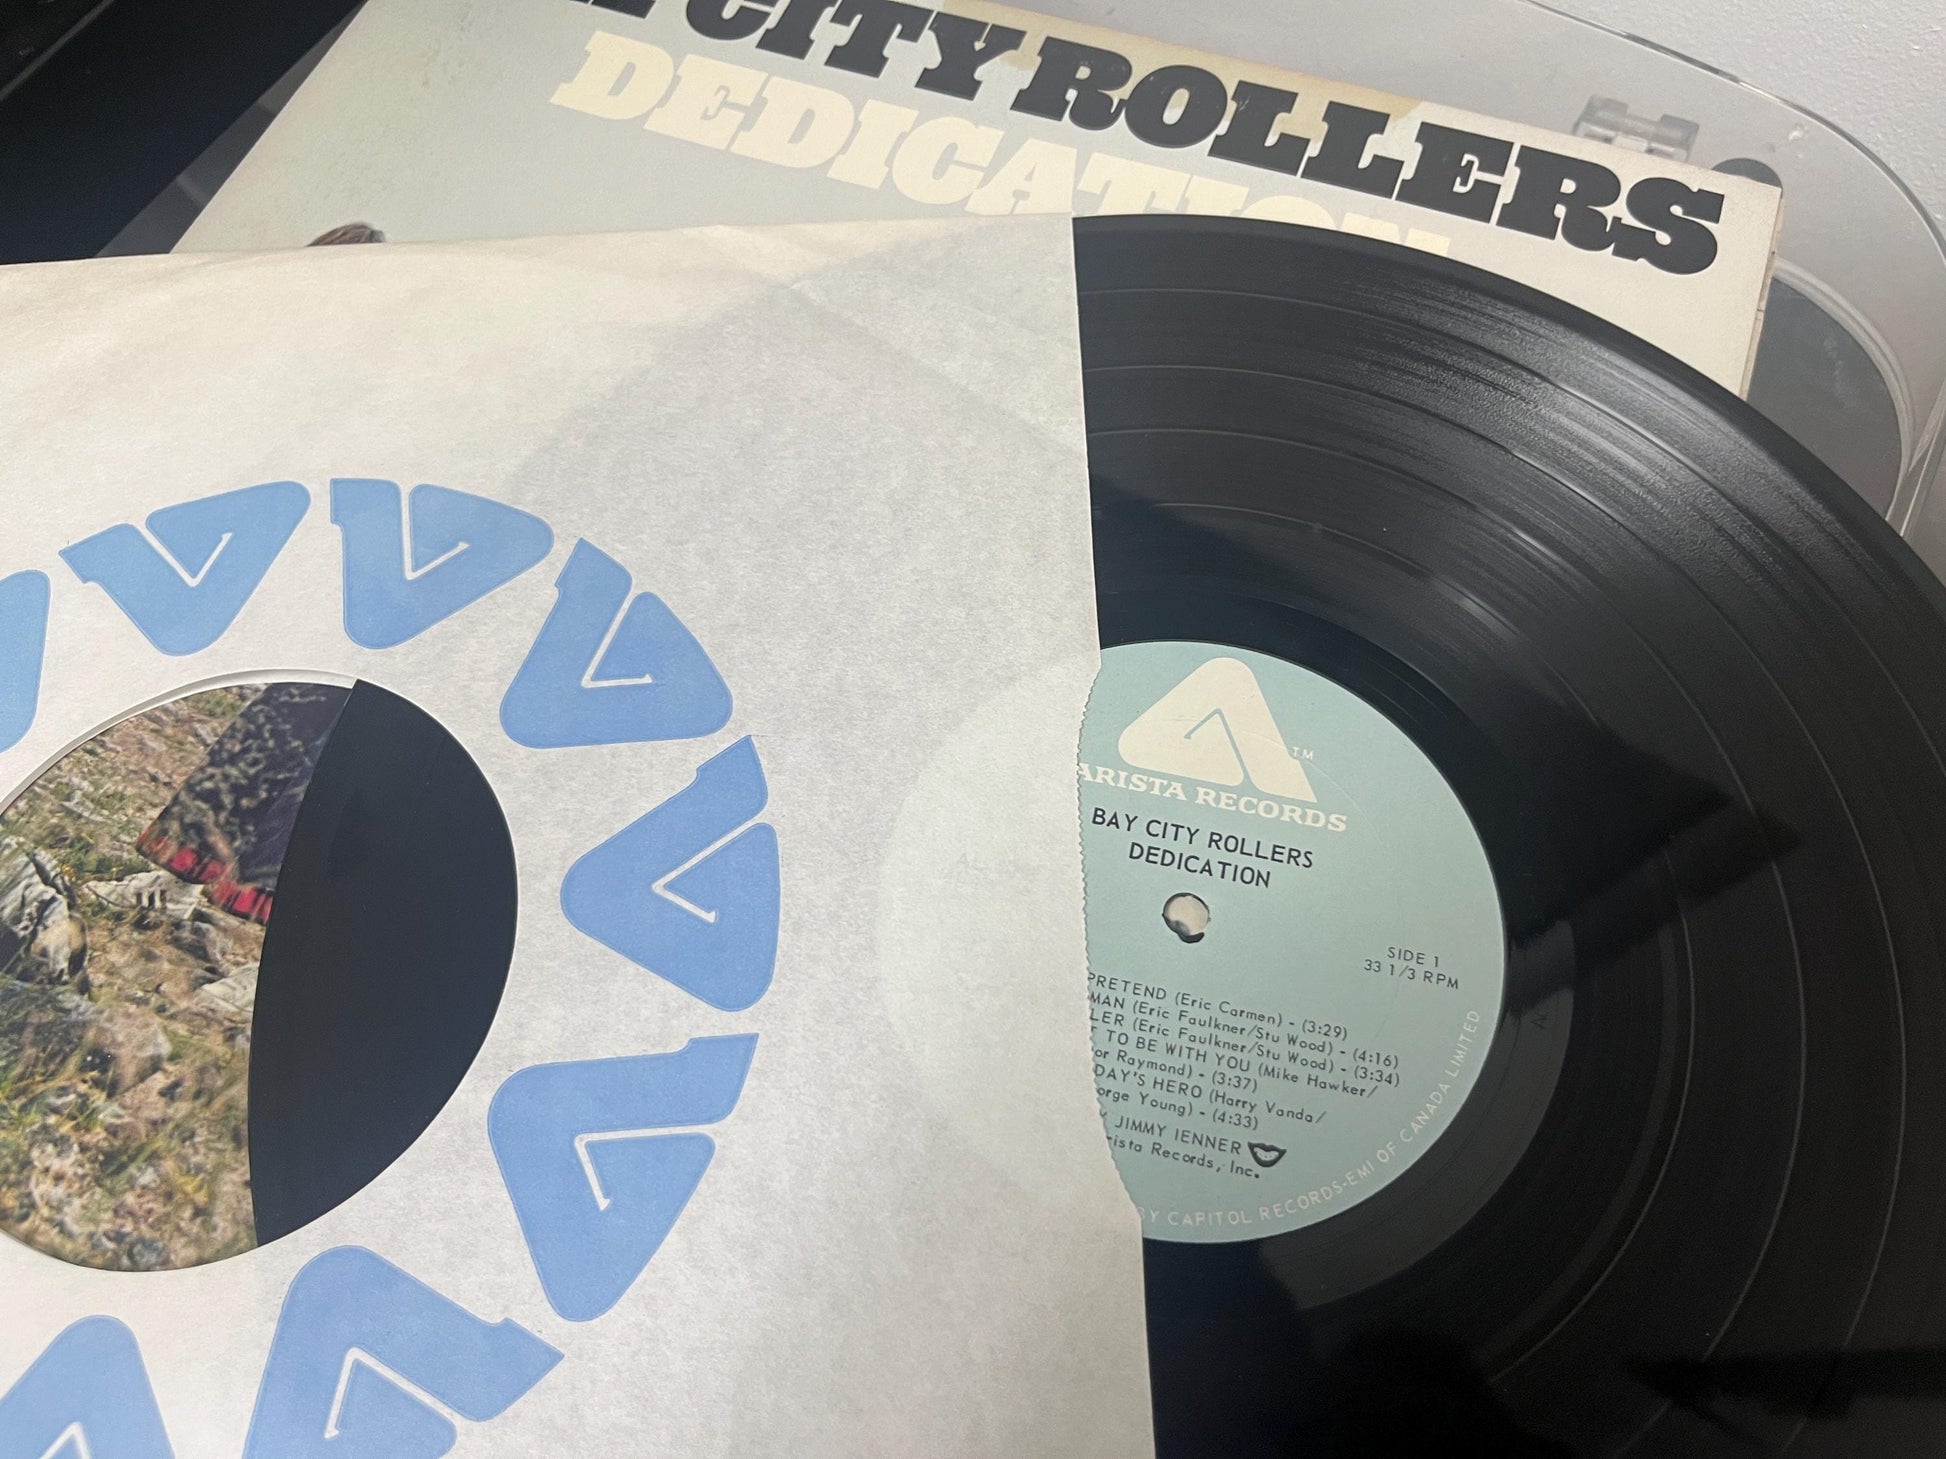 CITY ROLLERS
DEDICATION
TM
ARISTA RECORDS
BAY CITY ROLLERS
DEDICATION
SIDE 1
33 1/3 RPM
PRETEND (Eric Carmen) - (3:29)
MAN (Eric Faulkner/Stu Wood) - (4:16)
LER (Eric Faulkner/Stu Wood) - (3:34)
TO BE WITH YOU (Mike Hawker/
or Raymond) - (3:37)
DAY'S HERO (Harry Vanda/
orge Young) - (4:33)
JIMMY IENNER
rista Records, Inc.
BY CAPITOL RECORDS-EMI OF CANADA LIMITED